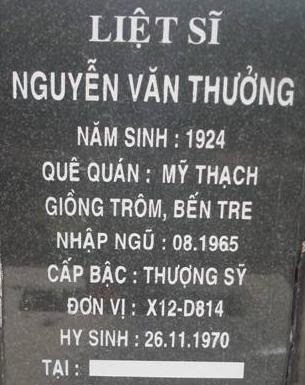 LIỆT SĨ
NGUYỄN VĂN THƯỞNG
NĂM SINH : 1924
QUÊ QUÁN : MỸ THẠCH
GIỒNG TRÔM, BẾN TRE
NHẬP NGŨ : 08.1965
CẤP BẬC : THƯỢNG SỸ
ĐƠN VỊ : X12-D814
HY SINH : 26.11.1970
TẠI :